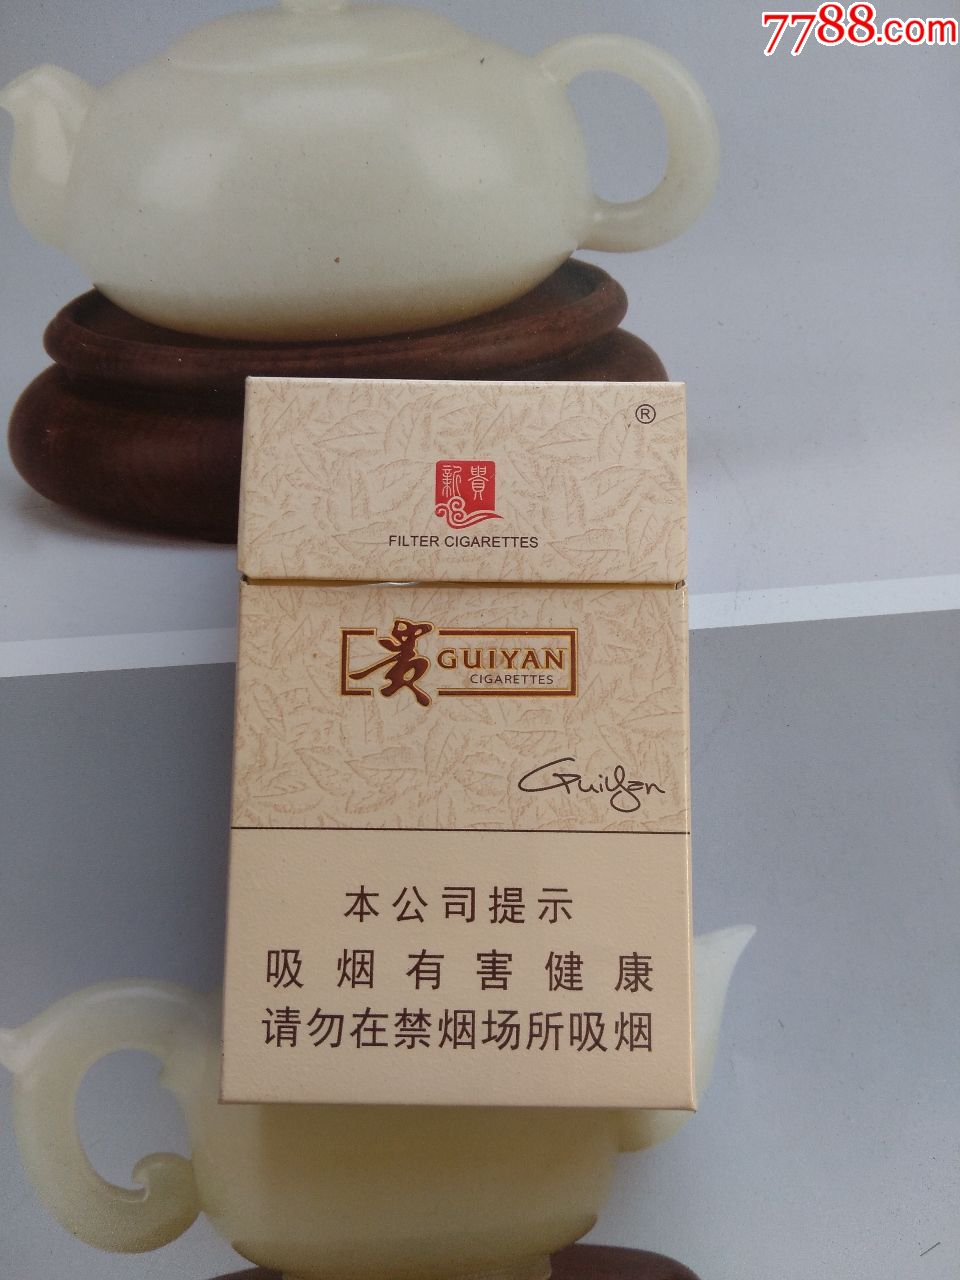 7788.com
®
新貴
FILTER CIGARETTES
贵 GUIYAN
CIGARETTES
GuiYan
本公司提示
吸烟有害健康
请勿在禁烟场所吸烟